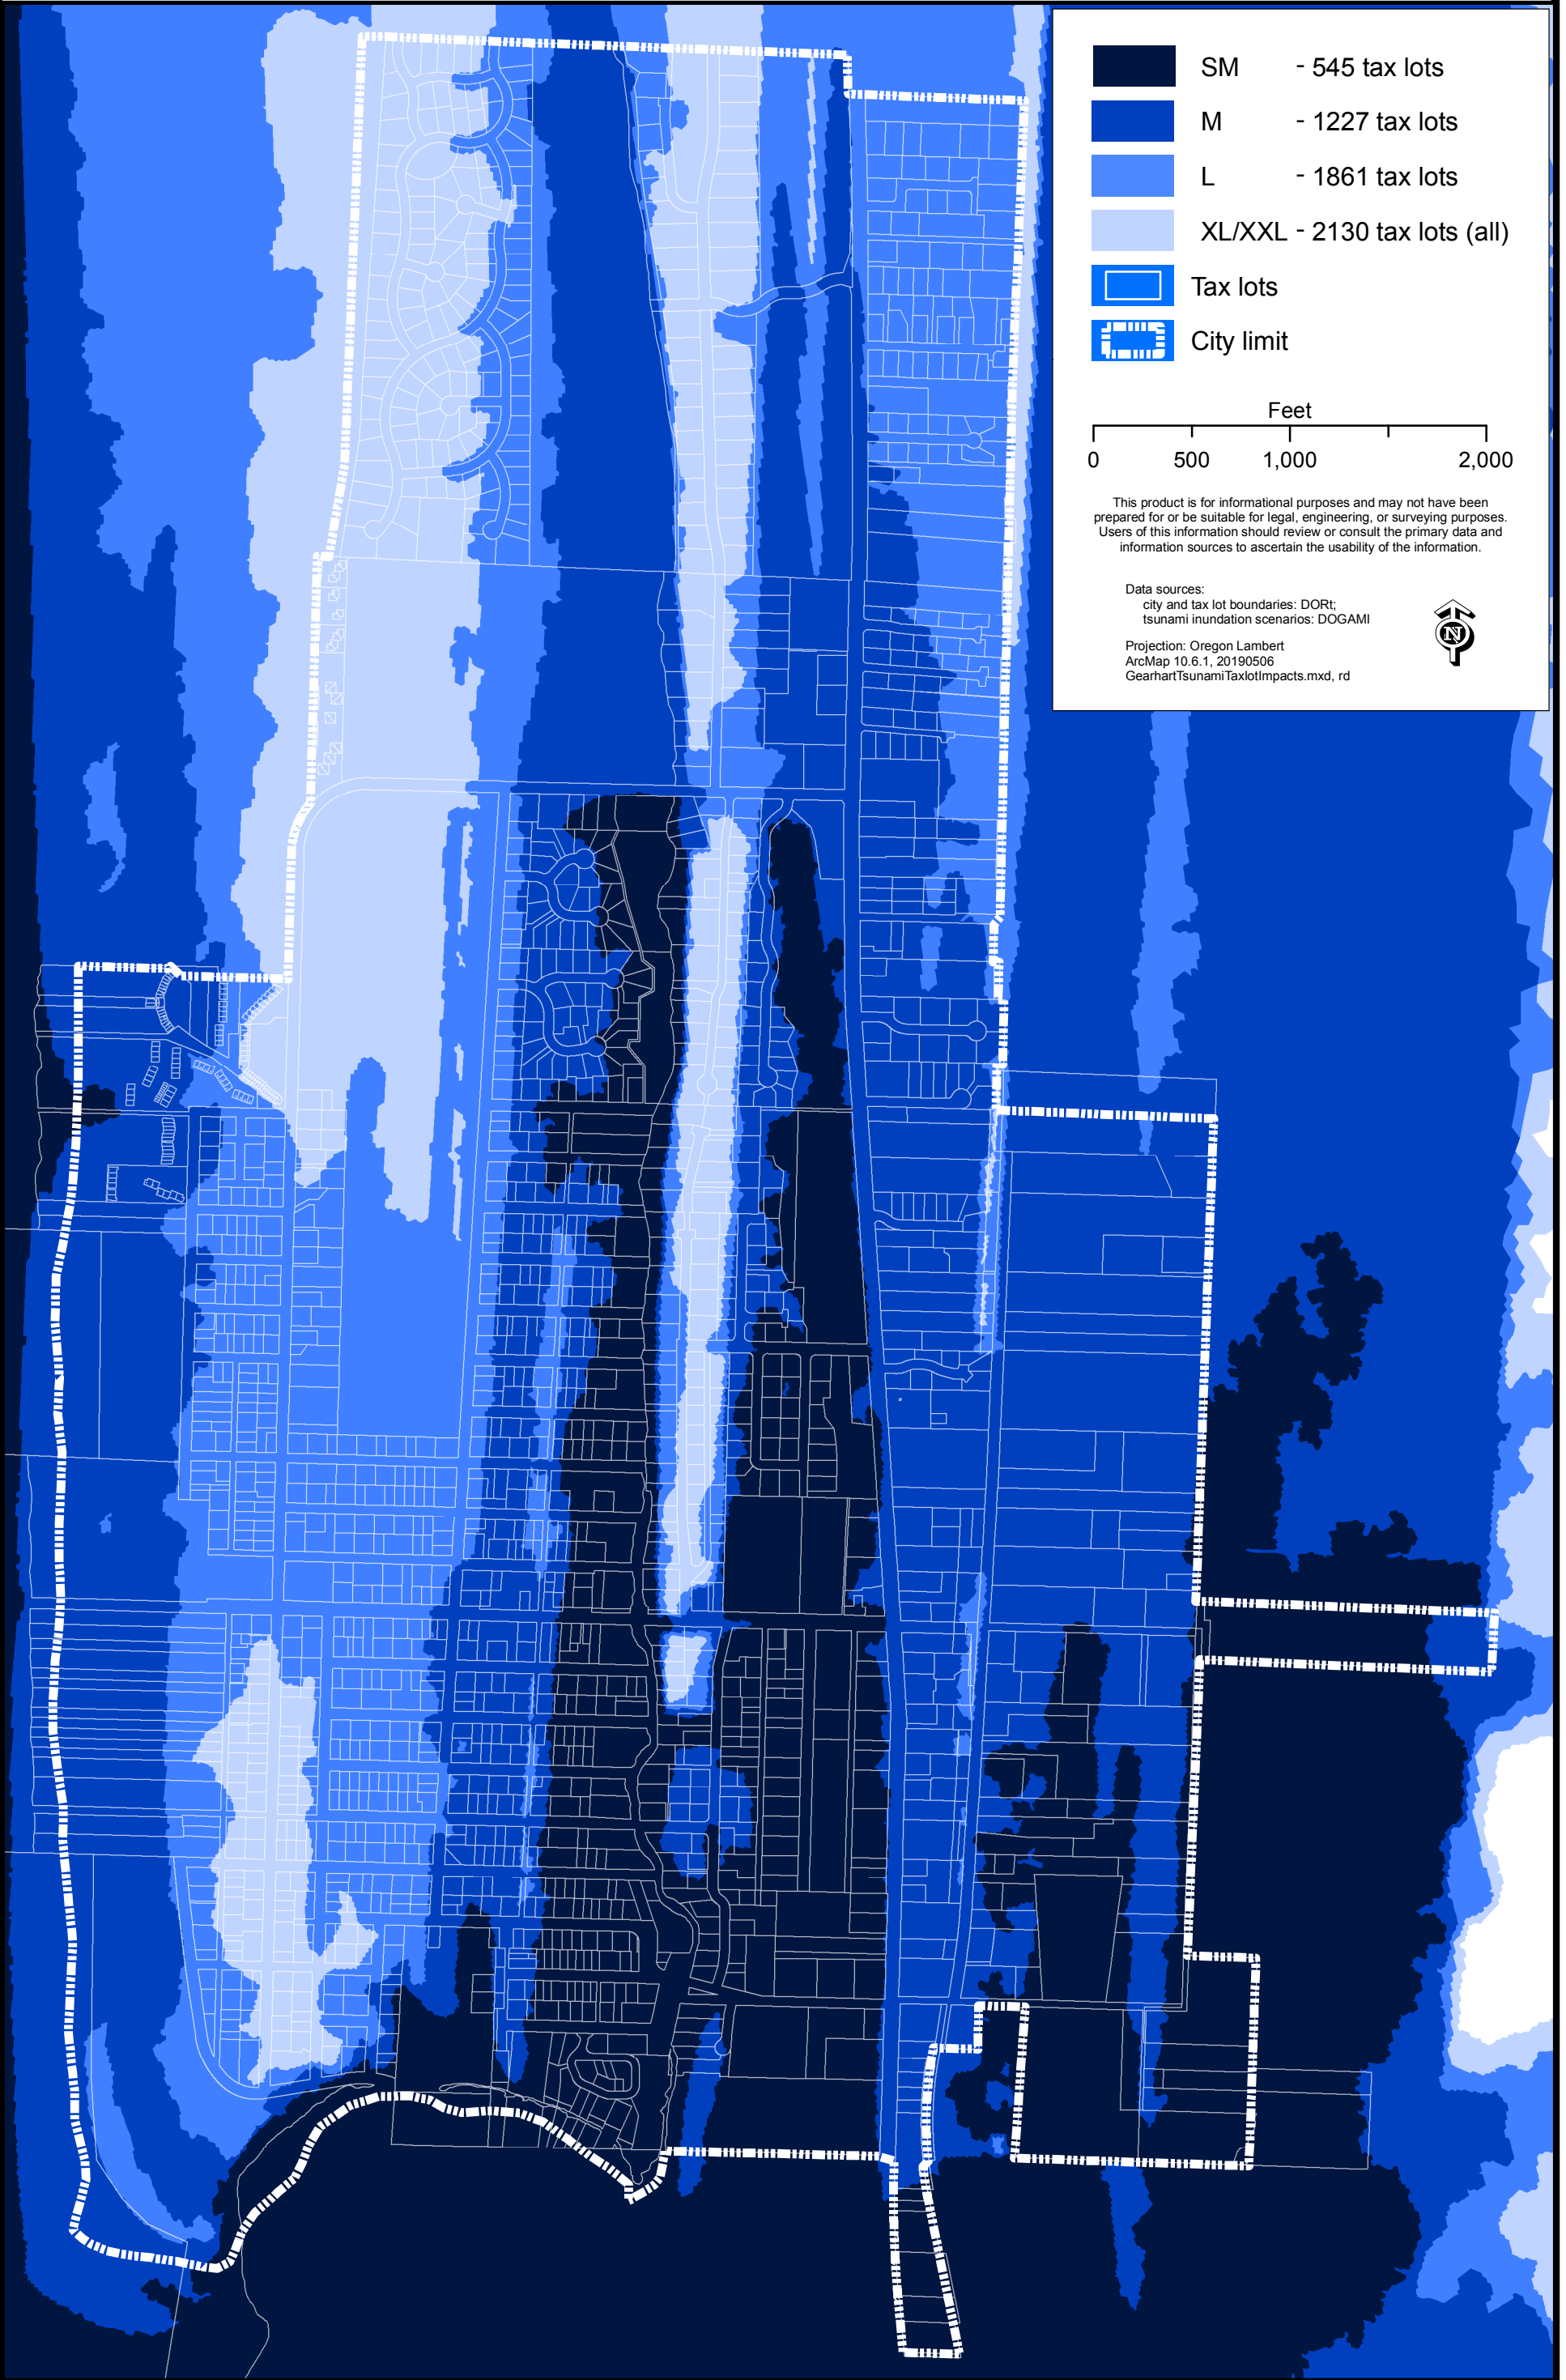 SM - 545 tax lots
M - 1227 tax lots
L - 1861 tax lots
XL/XXL - 2130 tax lots (all)
Tax lots
City limit
Feet
0 500 1,000 2,000
This product is for informational purposes and may not have been
prepared for or be suitable for legal, engineering, or surveying purposes.
Users of this information should review or consult the primary data and
information sources to ascertain the usability of the information.
Data sources:
city and tax lot boundaries: DORt;
tsunami inundation scenarios: DOGAMI
N
Projection: Oregon Lambert
ArcMap 10.6.1, 20190506
GearhartTsunamiTaxlotImpacts.mxd, rd